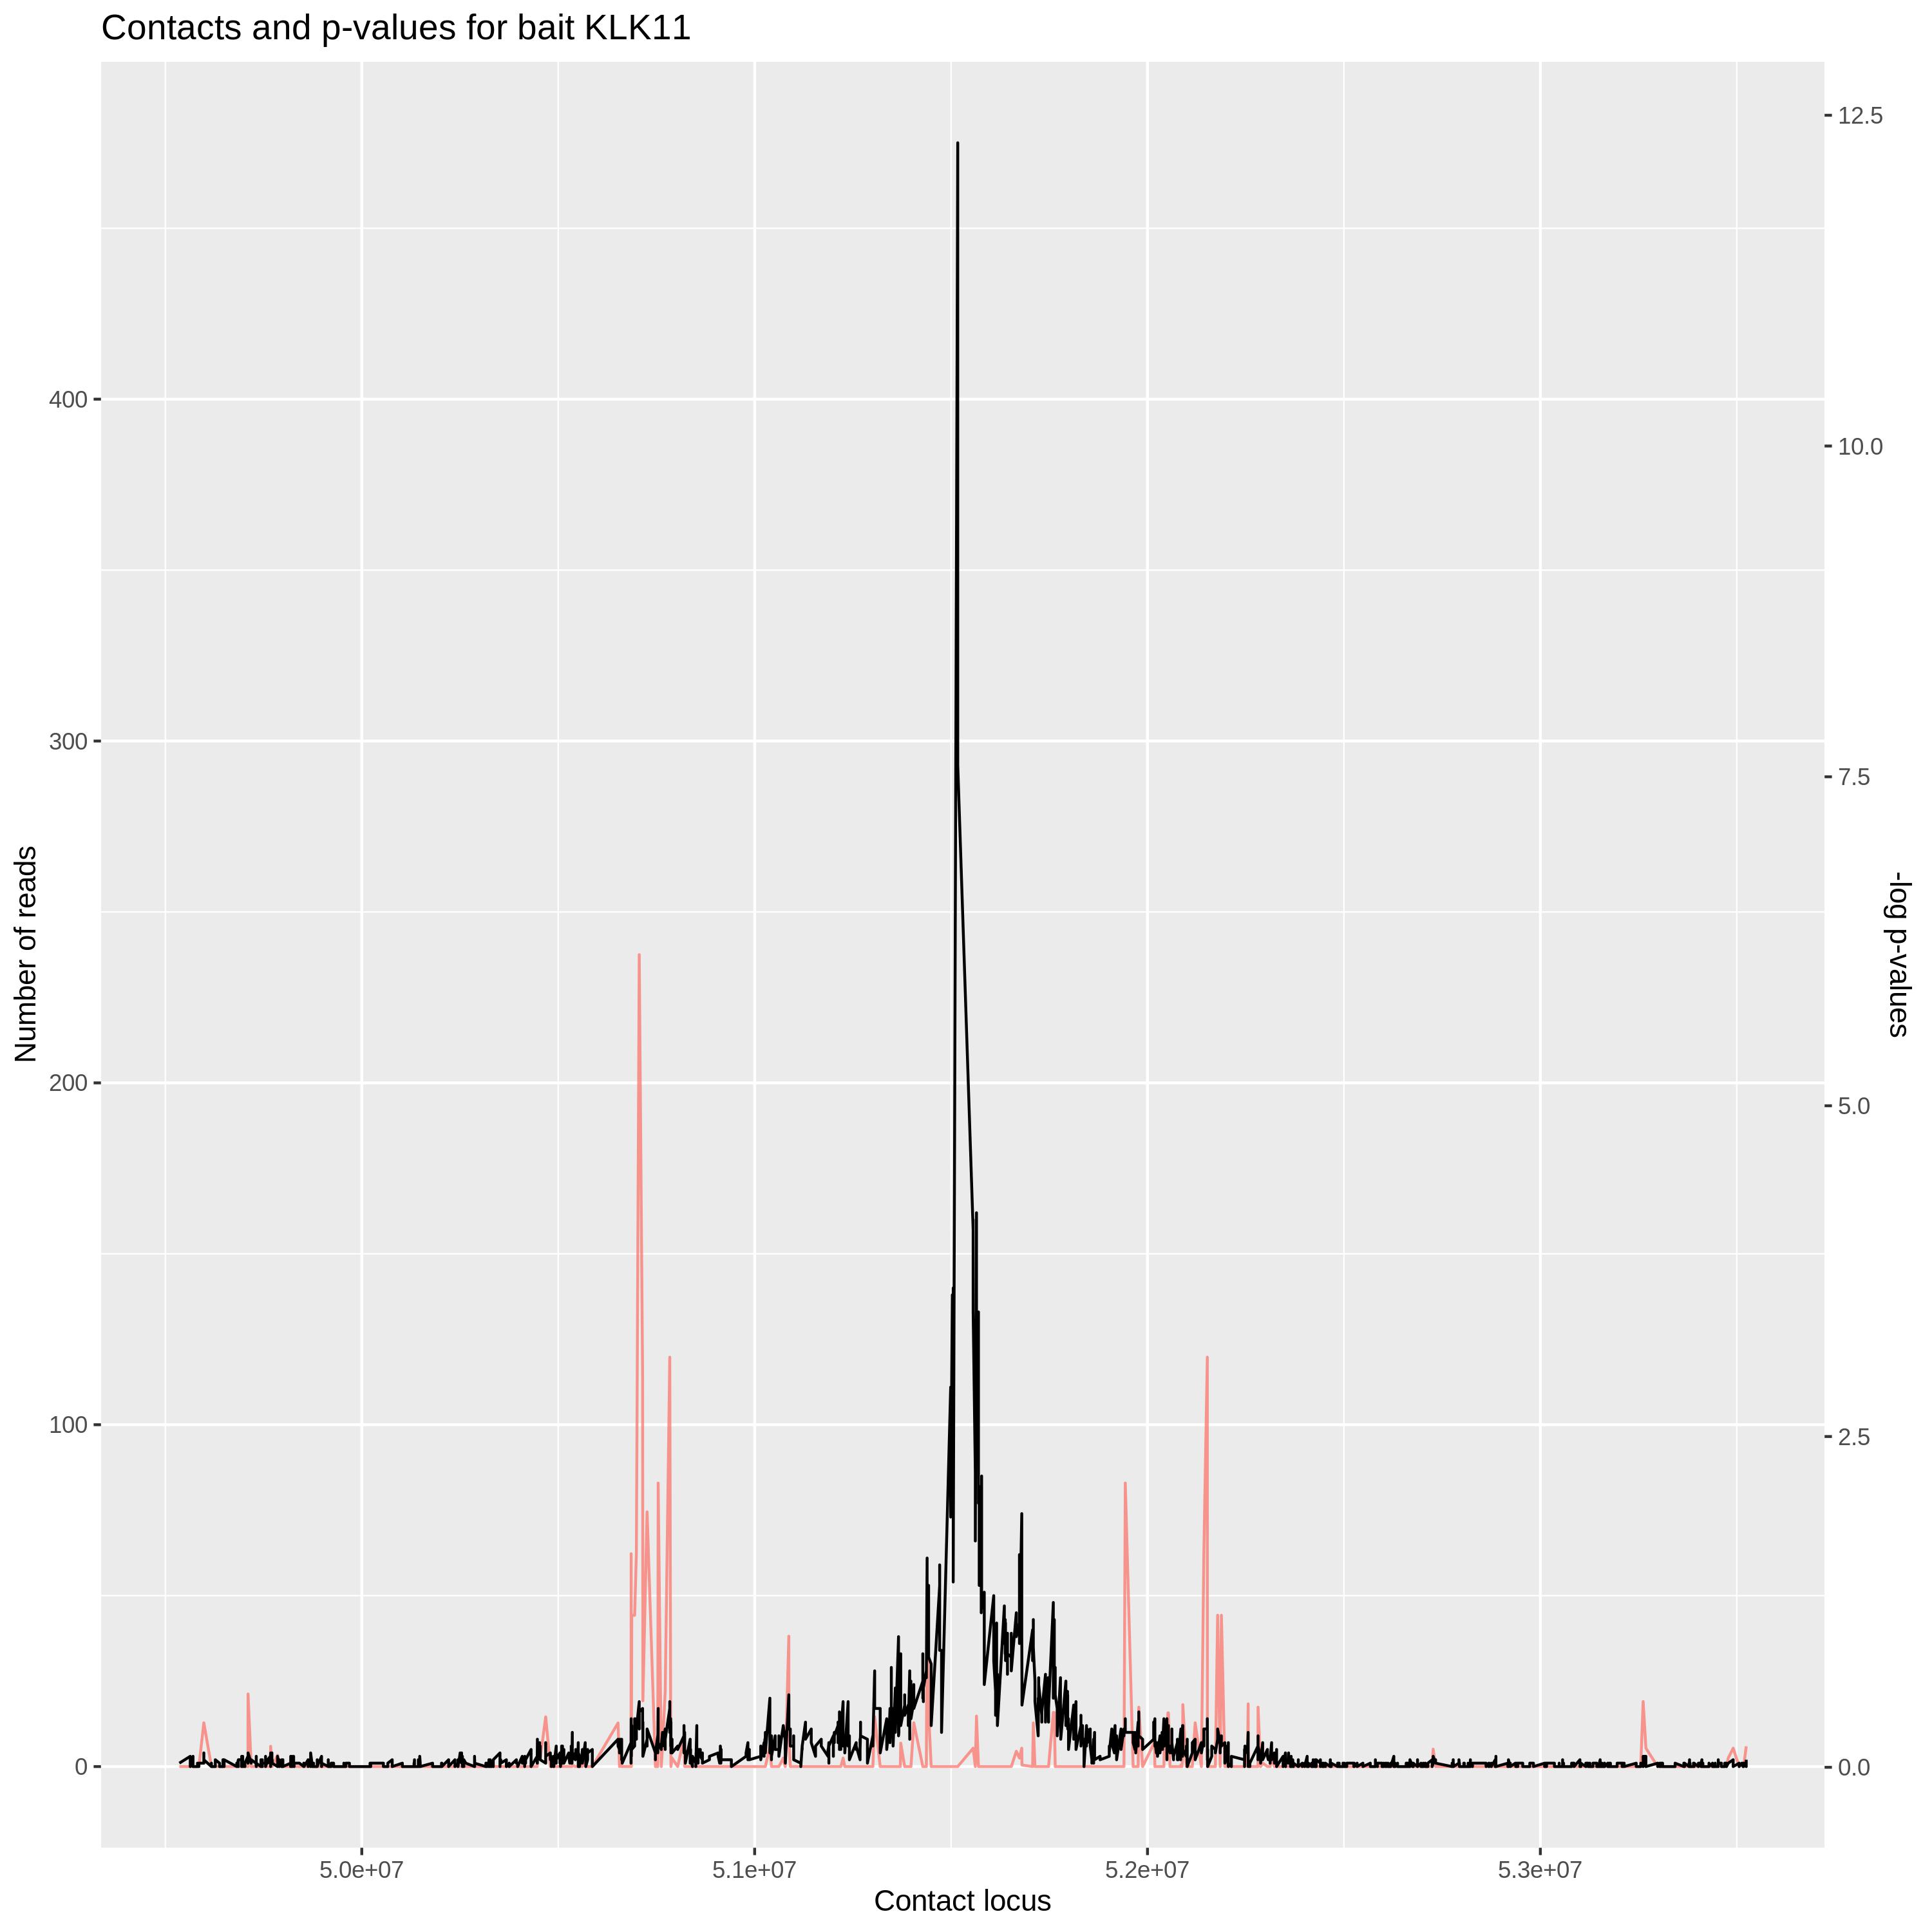 Contacts and p-values for bait KLK11
Number of reads
400
300
200
100
0
12.5
10.0
7.5
5.0
2.5
0.0
-log p-values
5.0e+07
5.1e+07
5.2e+07
5.3e+07
Contact locus